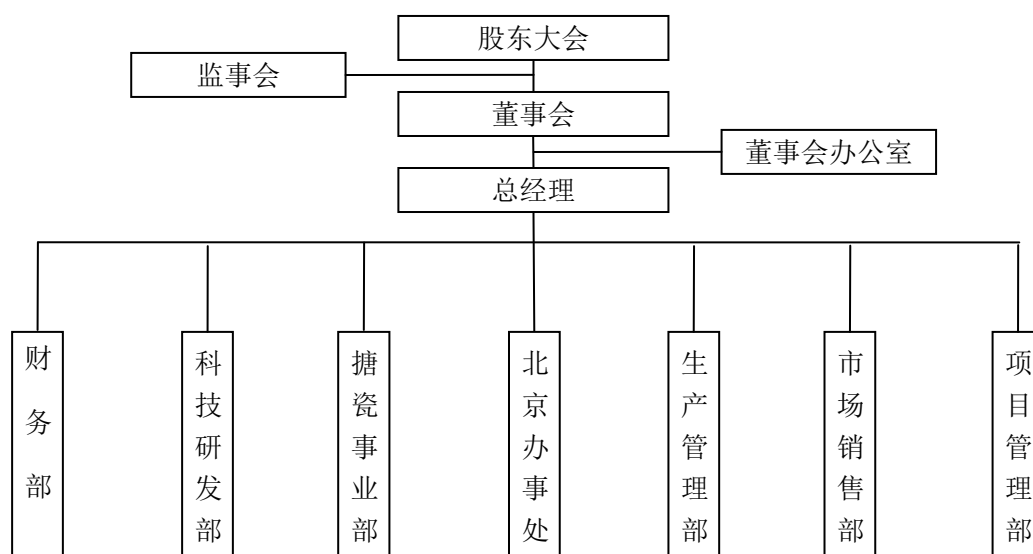 股东大会
监事会
董事会
董事会办公室
总经理
财务部
科技研发部
搪瓷事业部
北京办事处
生产管理部
市场销售部
项目管理部